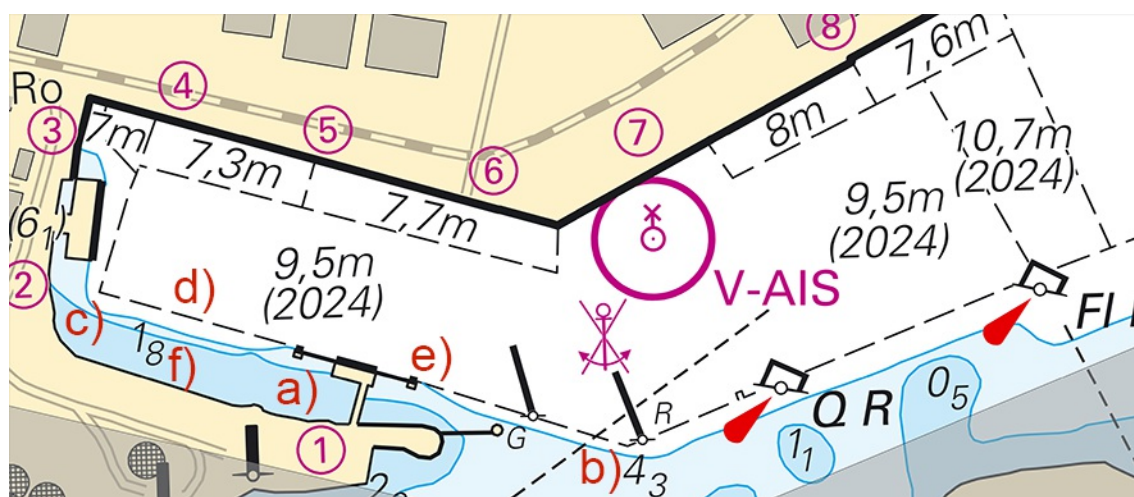 8
7,6m
4
Ro
3
7m
5
7
8m
10,7m
(2024)
7,3m
6
7,7m
9,5m
(2024)
(6₁)
2
9,5m
(2024)
V-AIS
d)
c)
1₈
f)
a)
e)
R
Q R
Fl
0₅
1
G
b)
4₃
1₁
2